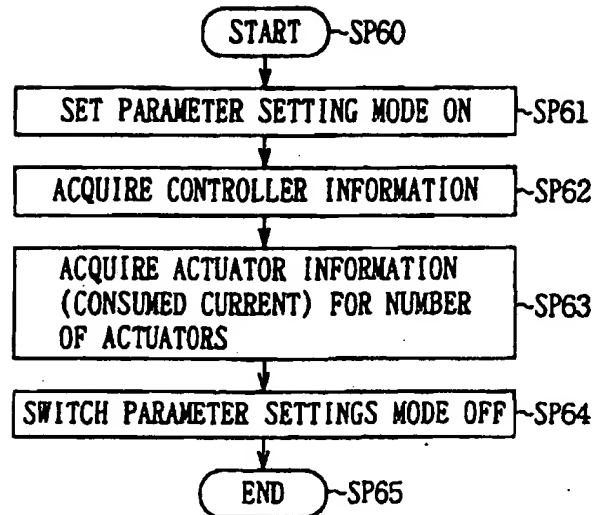 START ~SP60
SET PARAMETER SETTING MODE ON ~SP61
ACQUIRE CONTROLLER INFORMATION ~SP62
ACQUIRE ACTUATOR INFORMATION
(CONSUMED CURRENT) FOR NUMBER ~SP63
OF ACTUATORS
SWITCH PARAMETER SETTINGS MODE OFF ~SP64
END ~SP65